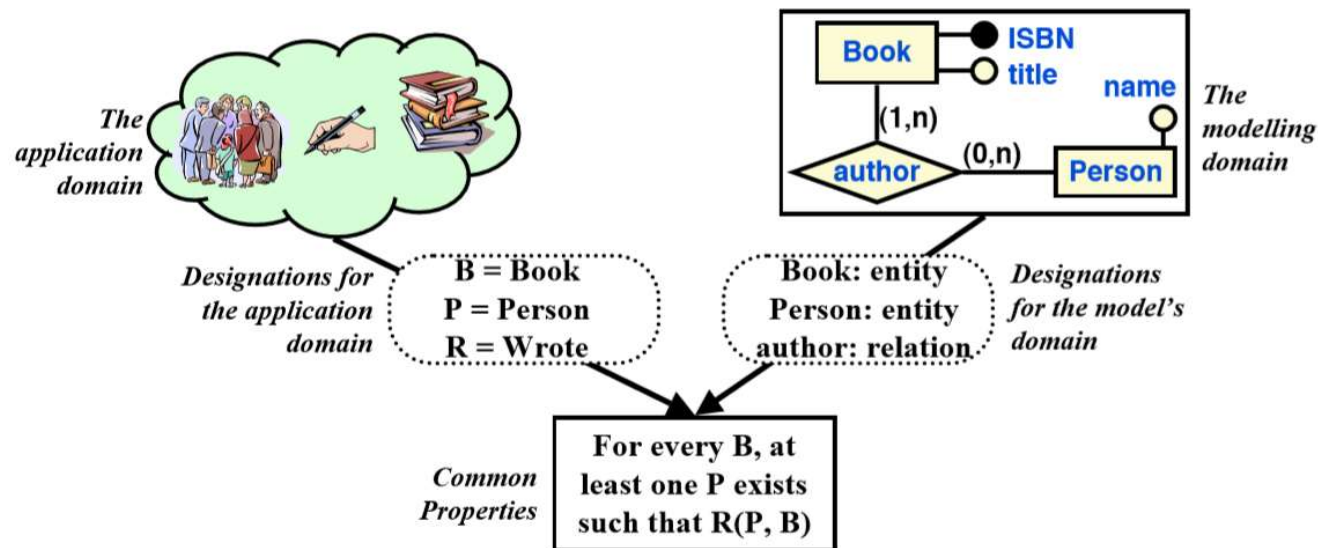 The
application
domain
Book
ISBN
title
name
(1,n)
author
(0,n)
Person
The
modelling
domain
Designations for
the application
domain
B = Book
P = Person
R = Wrote
Book: entity
Person: entity
author: relation
Designations
for the model's
domain
Common
Properties
For every B, at
least one P exists
such that R(P, B)